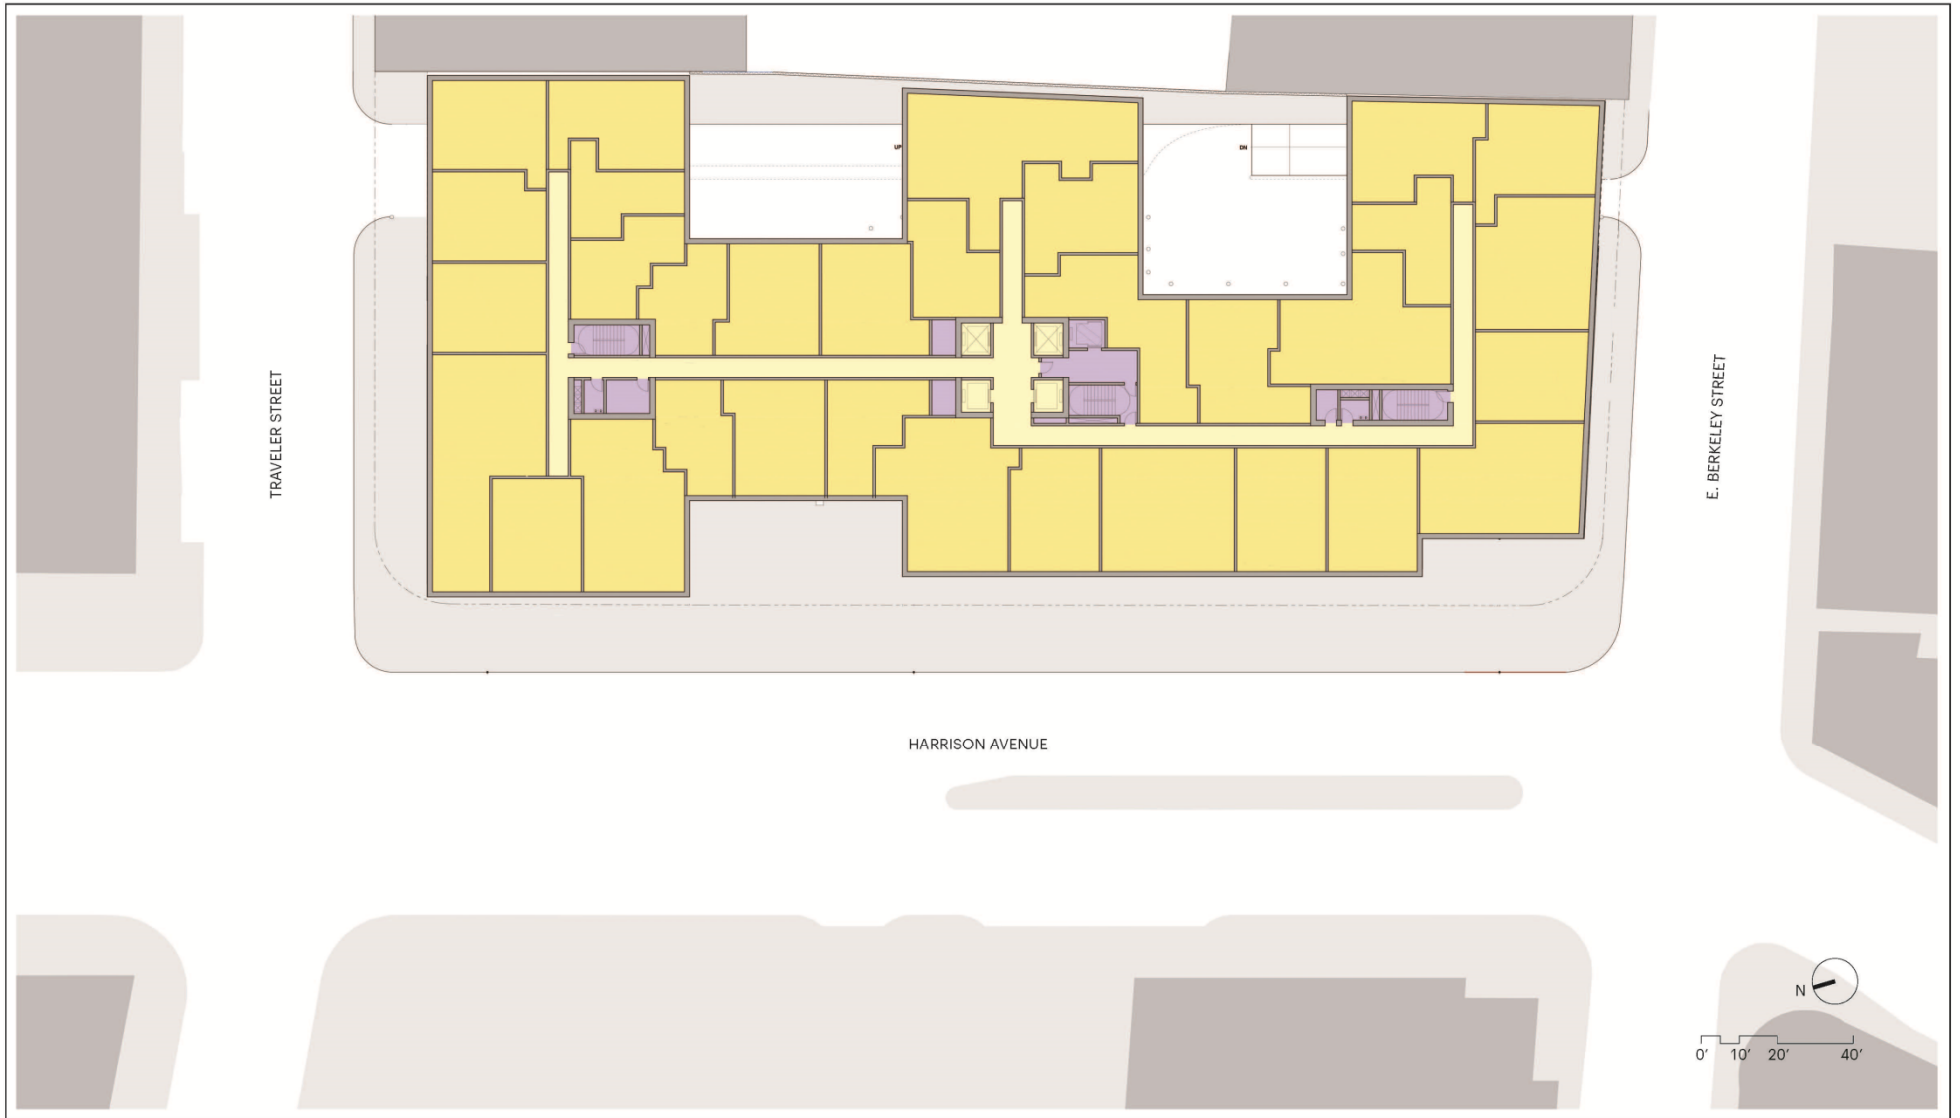 UP
DN
TRAVELER STREET
E. BERKELEY STREET
HARRISON AVENUE
N
0' 10' 20' 40'